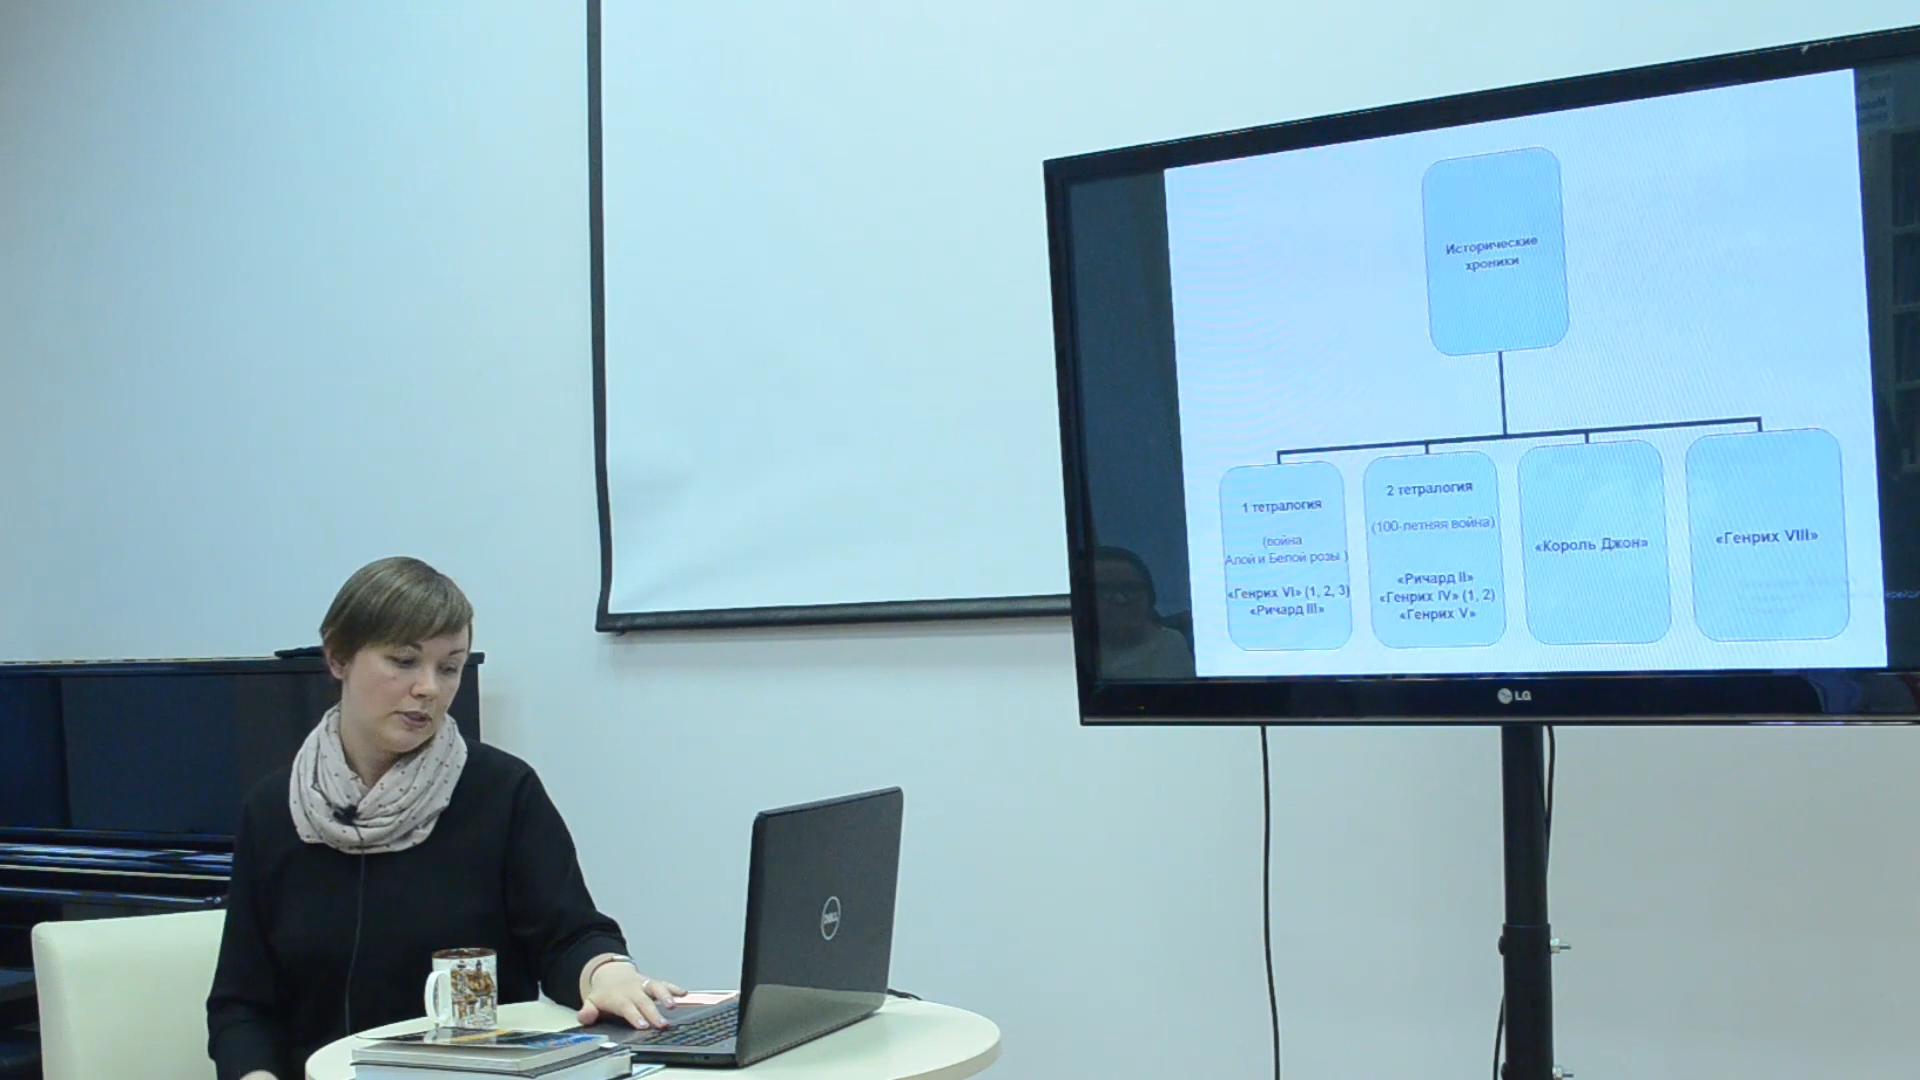 Исторические
хроники
1 тетралогия
(война
Алой и Белой розы )
«Генрих VI» (1, 2, 3)
«Ричард III»
2 тетралогия
(100-летняя война)
«Ричард II»
«Генрих IV» (1, 2)
«Генрих V»
«Король Джон»
«Генрих VIII»
LG
DELL